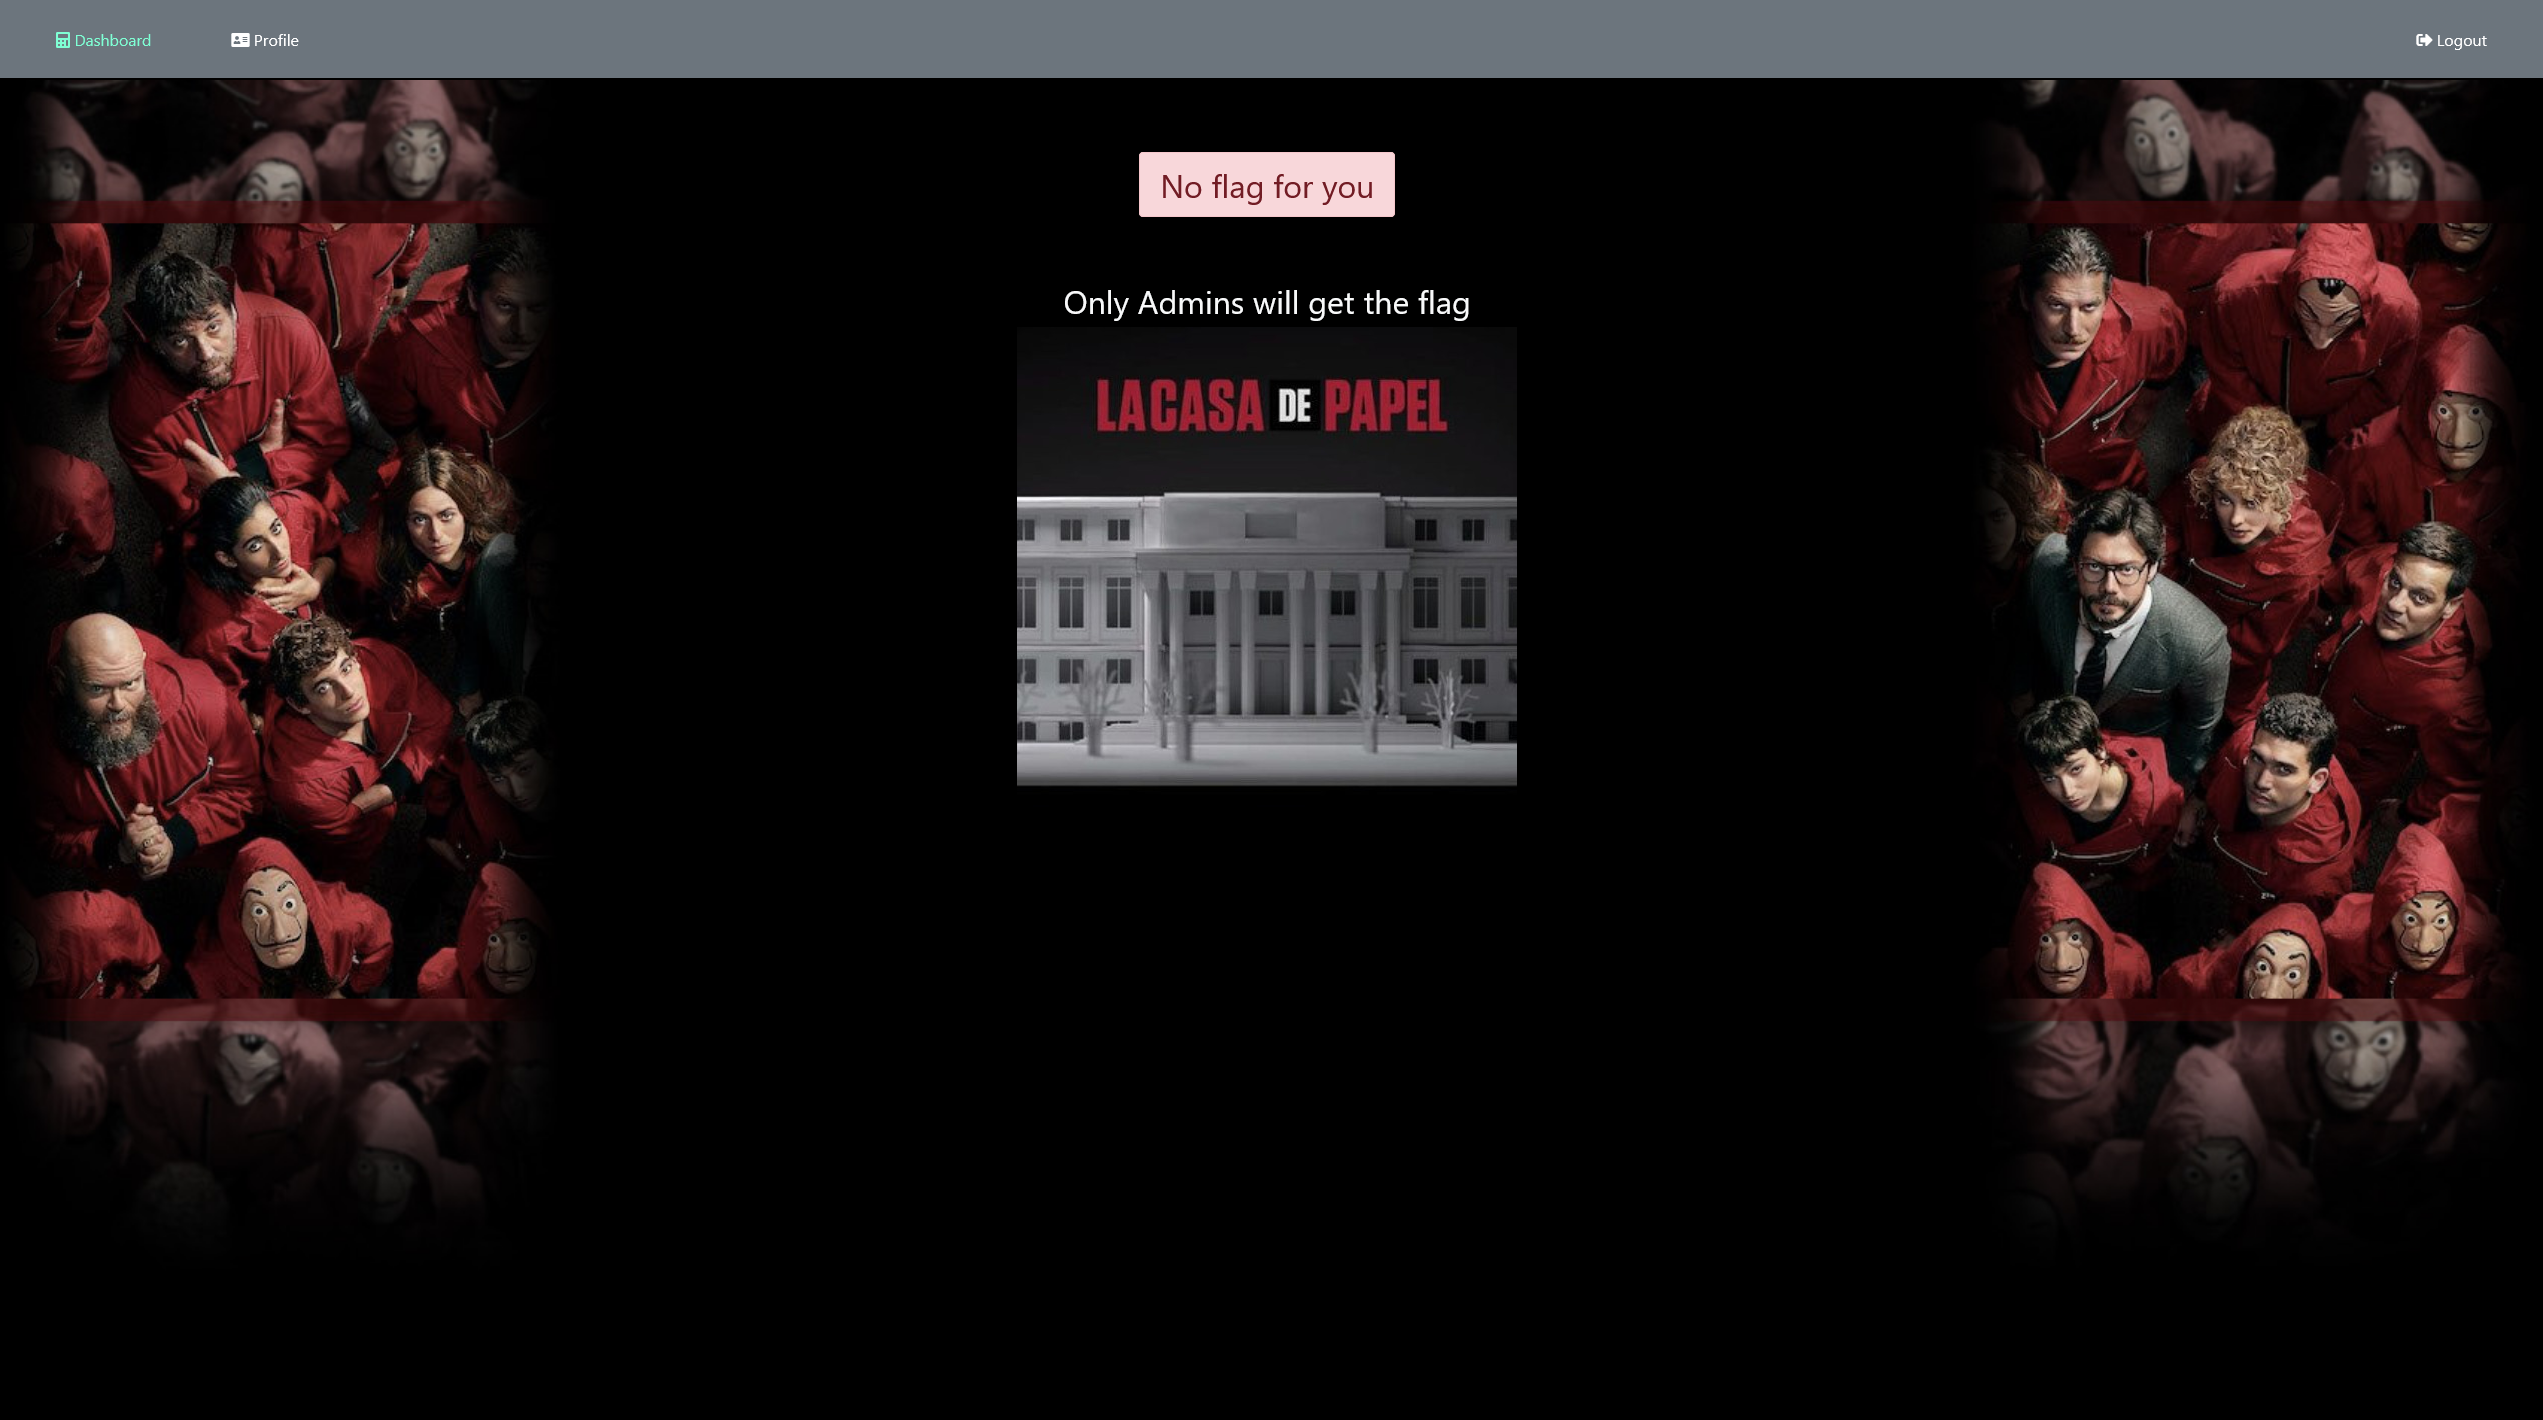 Dashboard
Profile
Logout
No flag for you
Only Admins will get the flag
LA CASA DE PAPEL